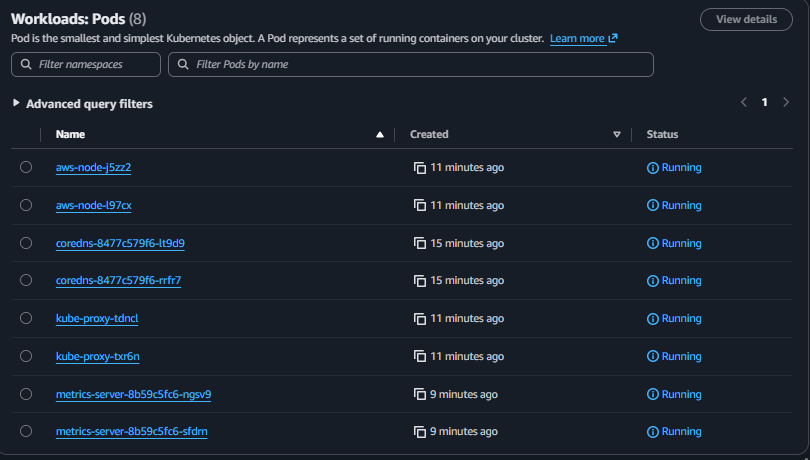 Workloads: Pods (8)
View details
Pod is the smallest and simplest Kubernetes object. A Pod represents a set of running containers on your cluster. Learn more
Filter namespaces
Filter Pods by name
Advanced query filters
1
Name Created Status
aws-node-j5zz2 11 minutes ago Running
aws-node-l97cx 11 minutes ago Running
coredns-8477c579f6-lt9d9 15 minutes ago Running
coredns-8477c579f6-rrfr7 15 minutes ago Running
kube-proxy-tdncl 11 minutes ago Running
kube-proxy-txr6n 11 minutes ago Running
metrics-server-8b59c5fc6-ngsv9 9 minutes ago Running
metrics-server-8b59c5fc6-sfdrn 9 minutes ago Running